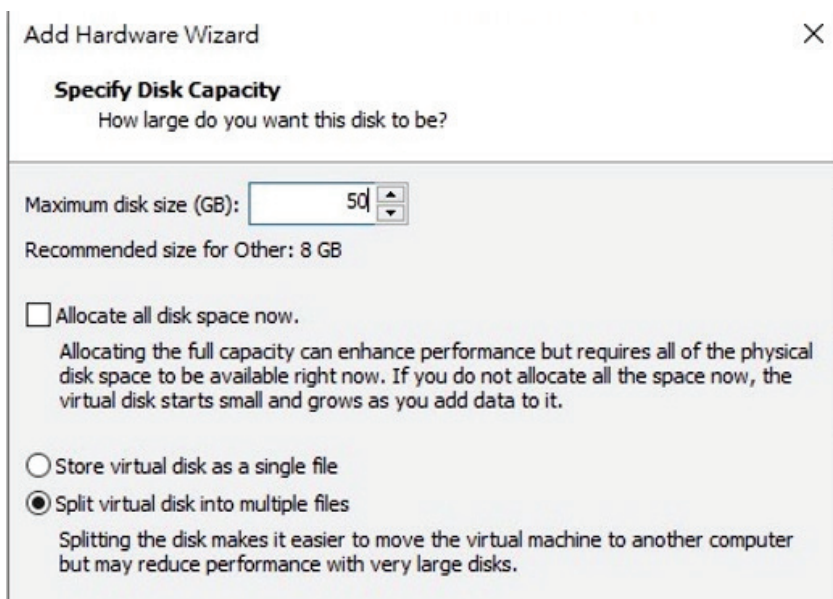 Add Hardware Wizard
Specify Disk Capacity
How large do you want this disk to be?
Maximum disk size (GB): 50
Recommended size for Other: 8 GB
Allocate all disk space now.
Allocating the full capacity can enhance performance but requires all of the physical
disk space to be available right now. If you do not allocate all the space now, the
virtual disk starts small and grows as you add data to it.
Store virtual disk as a single file
Split virtual disk into multiple files
Splitting the disk makes it easier to move the virtual machine to another computer
but may reduce performance with very large disks.